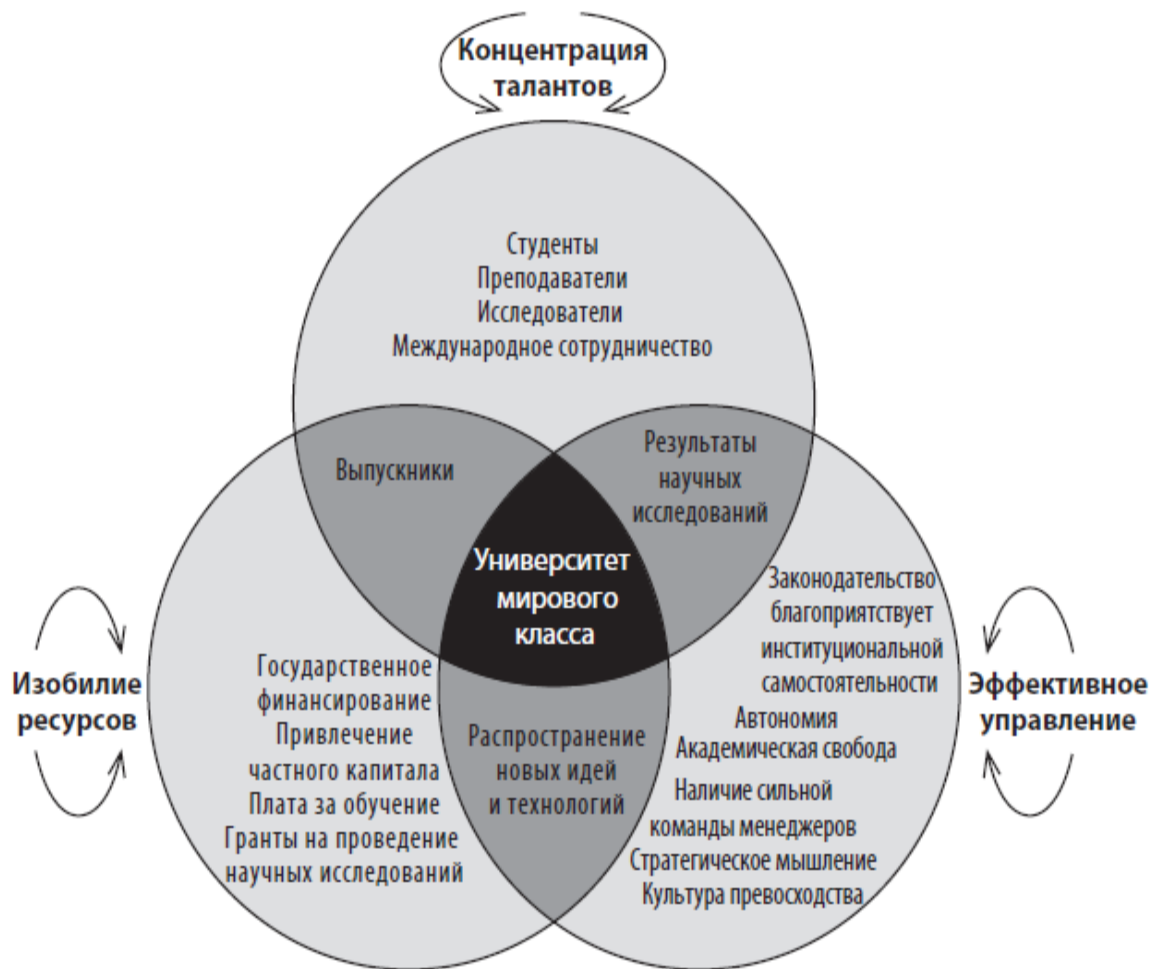 Концентрация
талантов
Студенты
Преподаватели
Исследователи
Международное сотрудничество
Выпускники
Результаты
научных
исследований
Университет
мирового
класса
Изобилие
ресурсов
Государственное
финансирование
Привлечение
частного капитала
Плата за обучение
Гранты на проведение
научных исследований
Распространение
новых идей
и технологий
Законодательство
благоприятствует
институциональной
самостоятельности
Автономия
Академическая свобода
Наличие сильной
команды менеджеров
Стратегическое мышление
Культура превосходства
Эффективное
управление